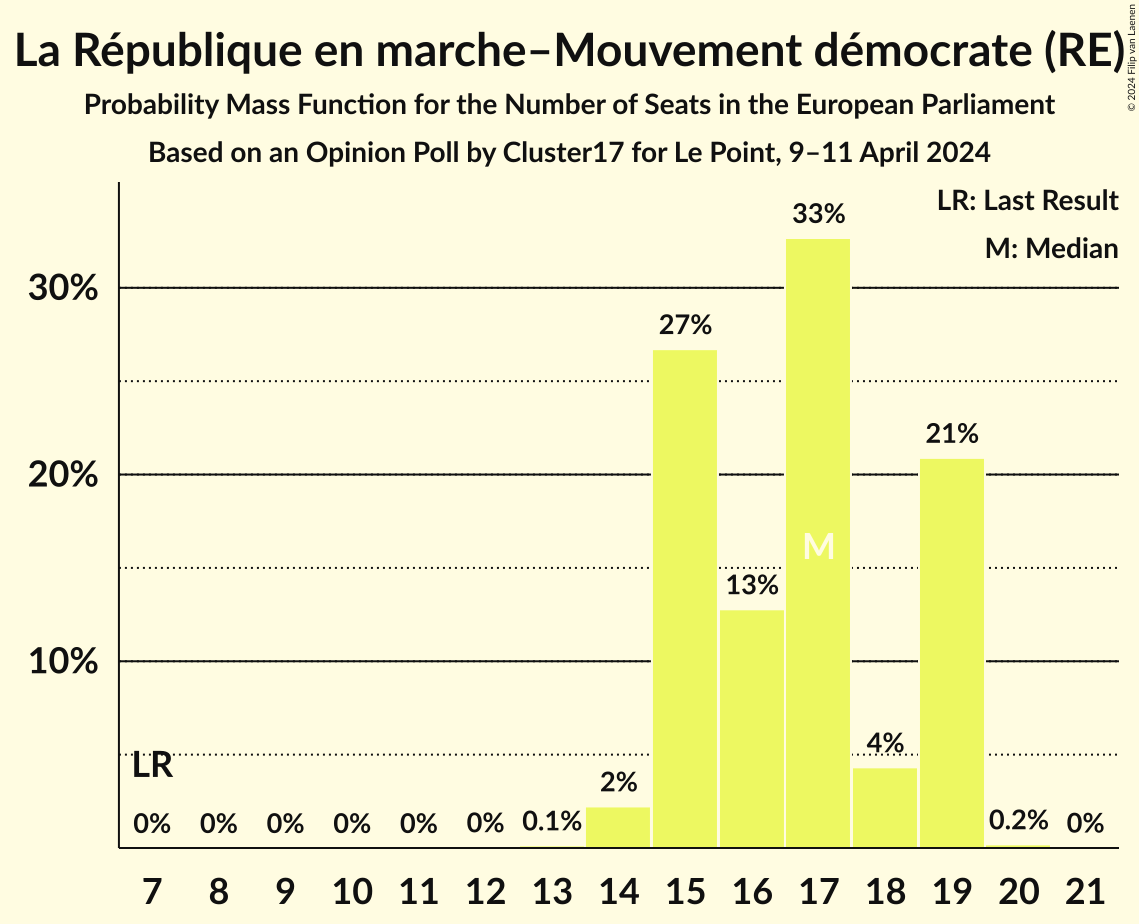 La République en marche–Mouvement démocrate (RE)
© 2024 Filip van Laenen
Probability Mass Function for the Number of Seats in the European Parliament
Based on an Opinion Poll by Cluster17 for Le Point, 9–11 April 2024
LR: Last Result
M: Median
33%
30%
27%
21%
20%
M
13%
10%
4%
LR
2%
0% 0% 0% 0% 0% 0% 0.1% 0.2% 0%
7 8 9 10 11 12 13 14 15 16 17 18 19 20 21